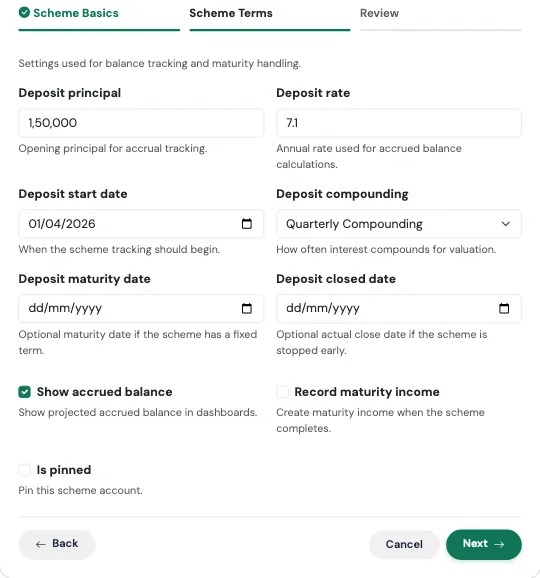 Scheme Basics
Scheme Terms
Review
Settings used for balance tracking and maturity handling.
Deposit principal
Deposit rate
1,50,000
7.1
Opening principal for accrual tracking.
Annual rate used for accrued balance
calculations.
Deposit start date
Deposit compounding
01/04/2026
Quarterly Compounding
When the scheme tracking should begin.
How often interest compounds for valuation.
Deposit maturity date
Deposit closed date
dd/mm/yyyy
dd/mm/yyyy
Optional maturity date if the scheme has a fixed
term.
Optional actual close date if the scheme is
stopped early.
Show accrued balance
Record maturity income
Show projected accrued balance in dashboards.
Create maturity income when the scheme
completes.
Is pinned
Pin this scheme account.
← Back
Cancel
Next →